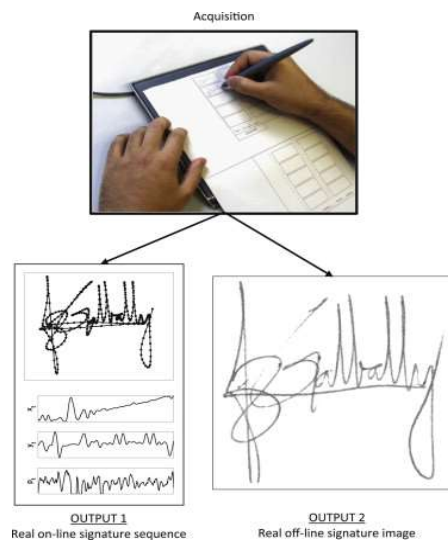 Acquisition
OUTPUT 1
Real on-line signature sequence
OUTPUT 2
Real off-line signature image